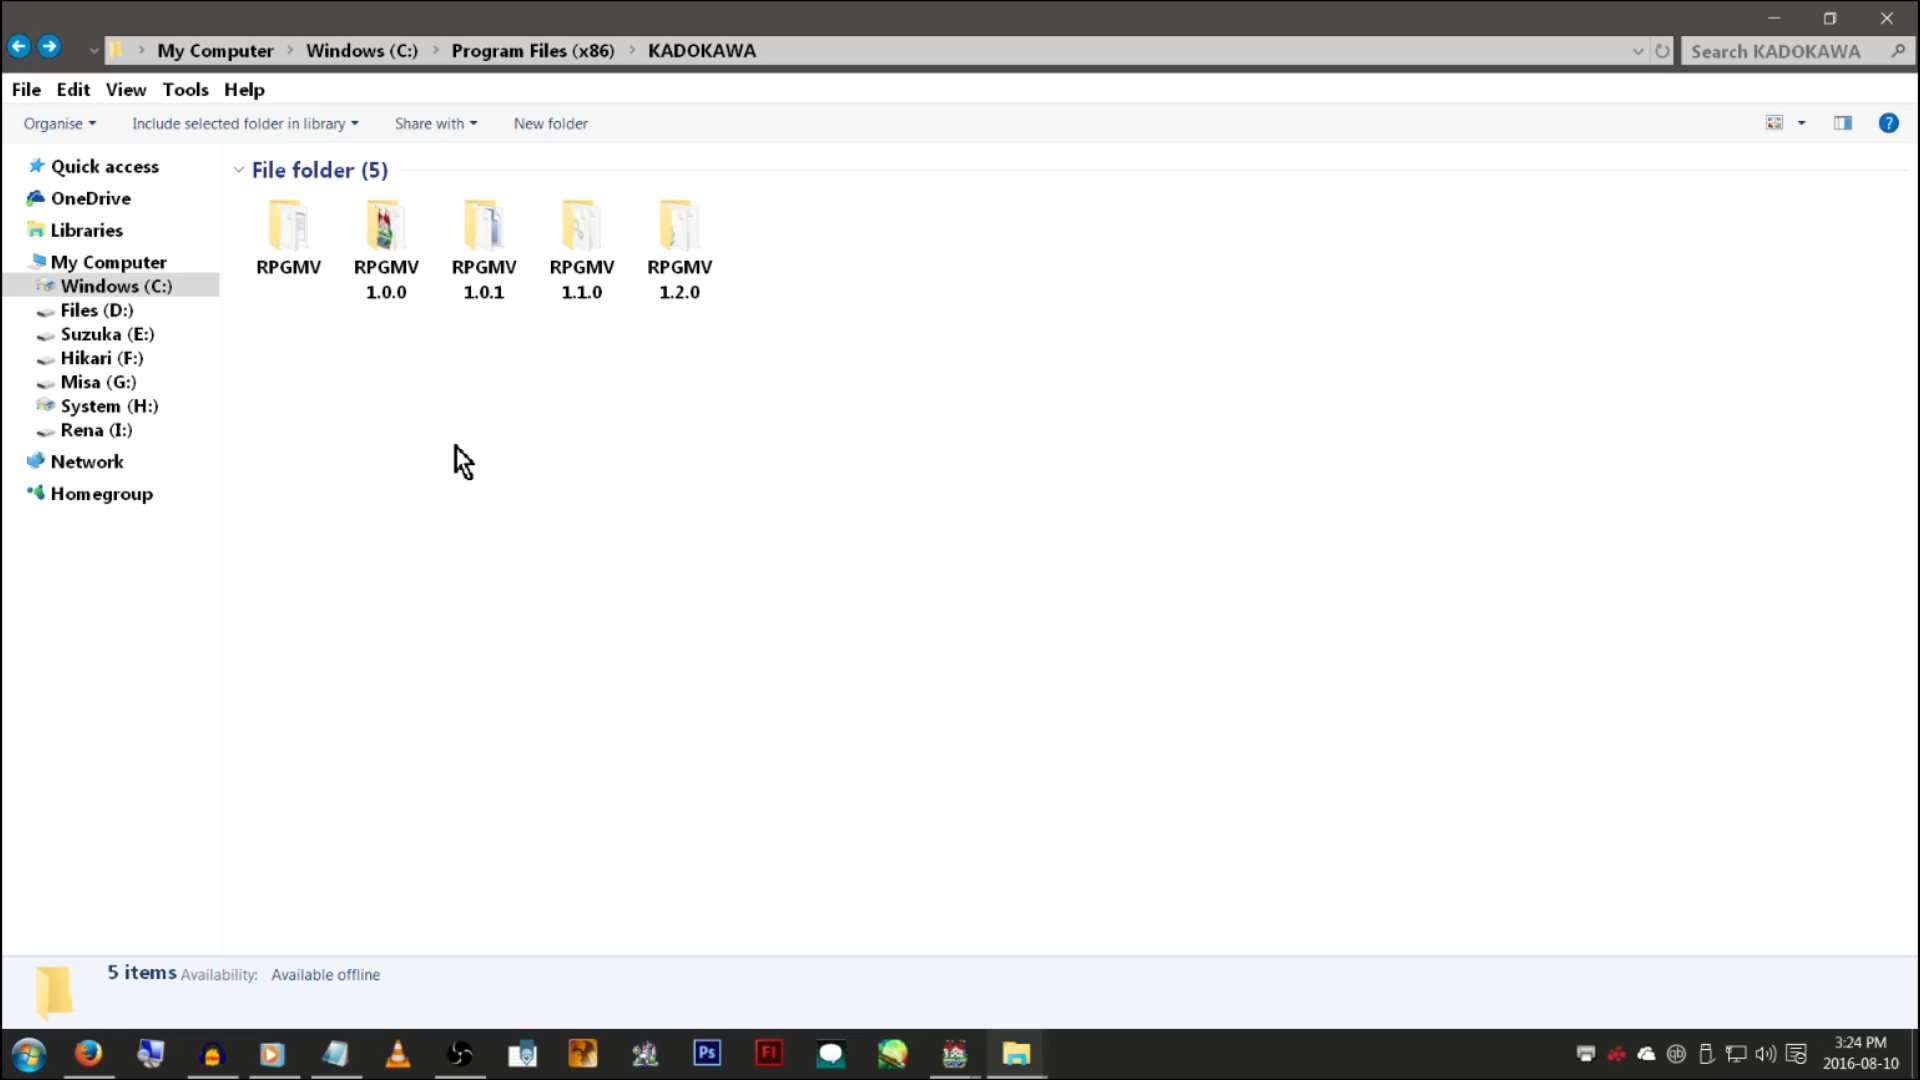 My Computer > Windows (C:) > Program Files (x86) > KADOKAWA
Search KADOKAWA
File Edit View Tools Help
Organise Include selected folder in library Share with New folder
?
Quick access
OneDrive
Libraries
My Computer
Windows (C:)
Files (D:)
Suzuka (E:)
Hikari (F:)
Misa (G:)
System (H:)
Rena (I:)
Network
Homegroup
File folder (5)
RPGMV
RPGMV
1.0.0
RPGMV
1.0.1
RPGMV
1.1.0
RPGMV
1.2.0
5 items Availability: Available offline
Ps
Fl
3:24 PM
2016-08-10